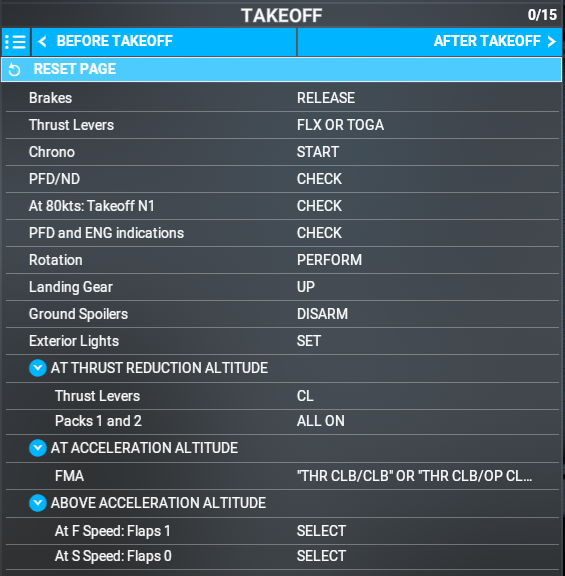 TAKEOFF 0/15
BEFORE TAKEOFF AFTER TAKEOFF
RESET PAGE
Brakes RELEASE
Thrust Levers FLX OR TOGA
Chrono START
PFD/ND CHECK
At 80kts: Takeoff N1 CHECK
PFD and ENG indications CHECK
Rotation PERFORM
Landing Gear UP
Ground Spoilers DISARM
Exterior Lights SET
AT THRUST REDUCTION ALTITUDE
Thrust Levers CL
Packs 1 and 2 ALL ON
AT ACCELERATION ALTITUDE
FMA "THR CLB/CLB" OR "THR CLB/OP CL...
ABOVE ACCELERATION ALTITUDE
At F Speed: Flaps 1 SELECT
At S Speed: Flaps 0 SELECT